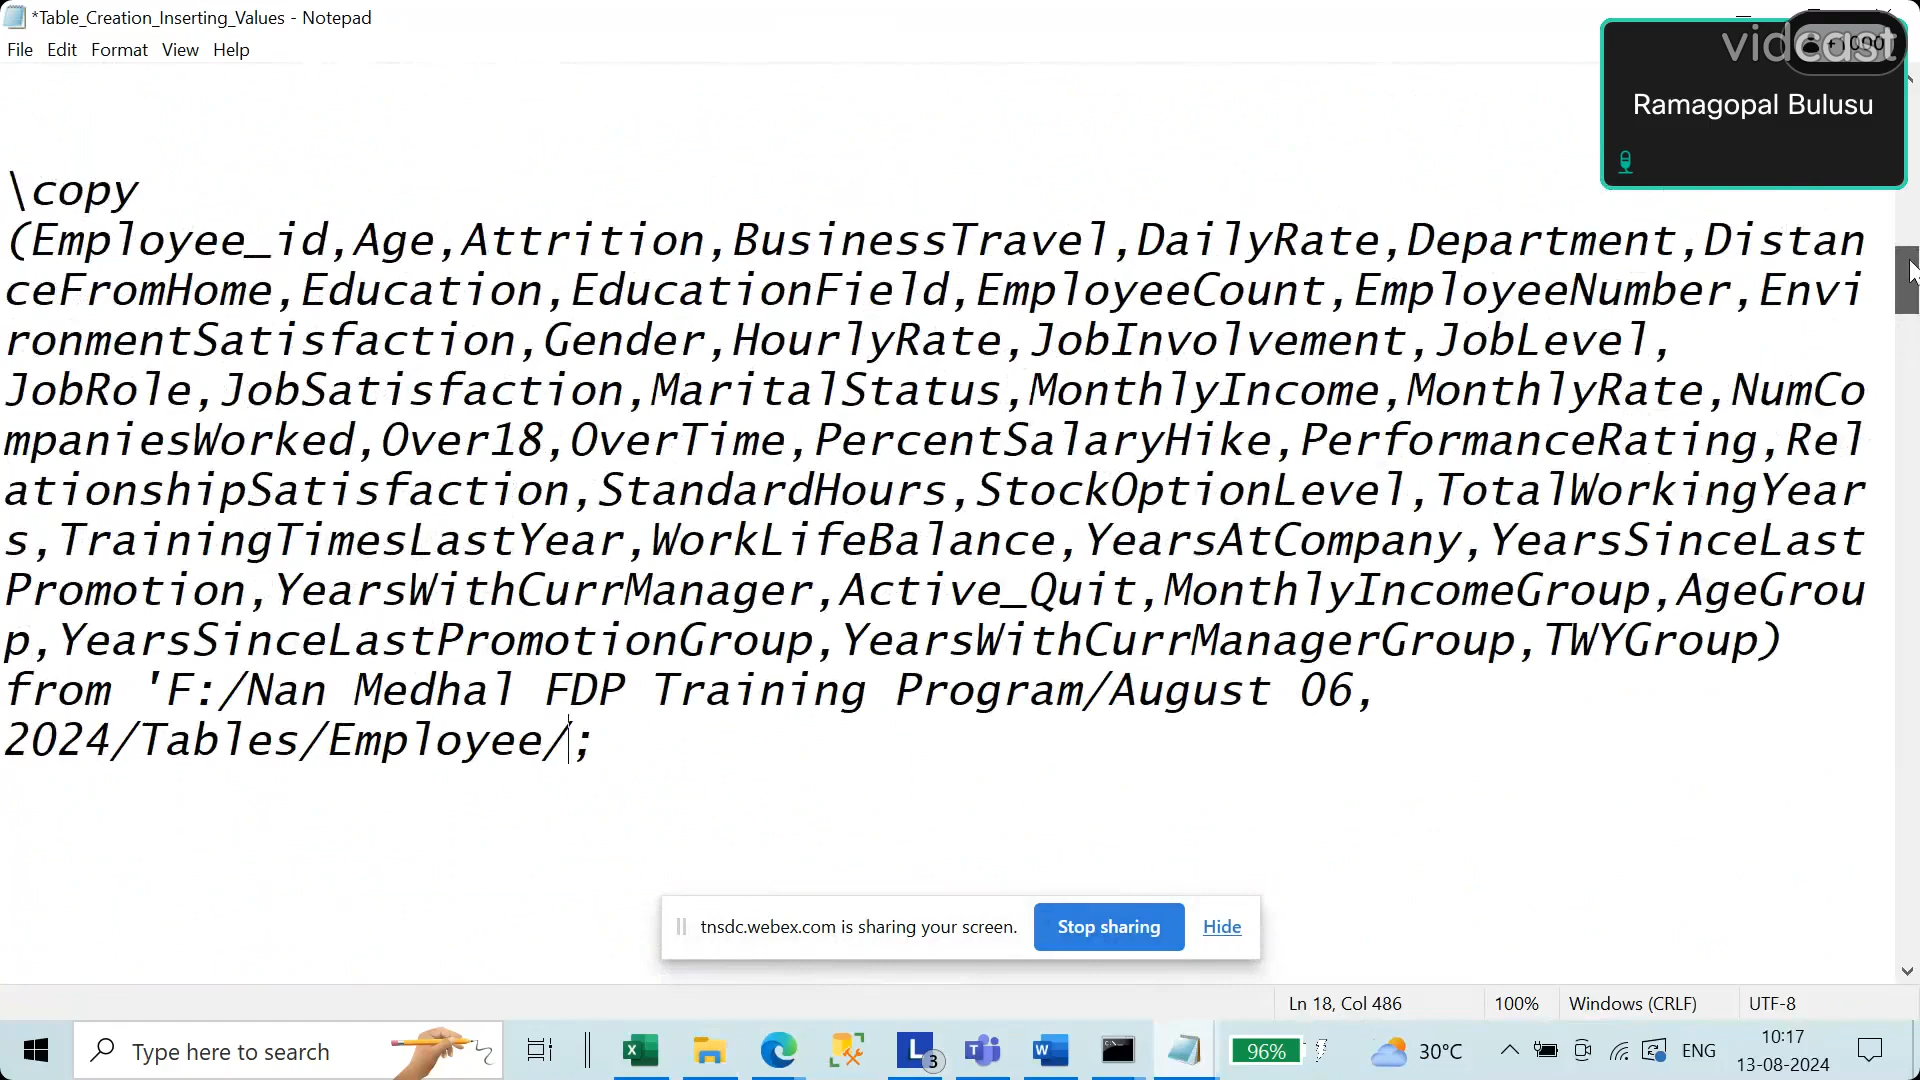 *Table_Creation_Inserting_Values - Notepad
File Edit Format View Help
vidcast
Ramagopal Bulusu
\copy
(Employee_id,Age,Attrition,BusinessTravel,DailyRate,Department,Distan
ceFromHome,Education,EducationField,EmployeeCount,EmployeeNumber,Envi
ronmentSatisfaction,Gender,HourlyRate,JobInvolvement,JobLevel,
JobRole,JobSatisfaction,MaritalStatus,MonthlyIncome,MonthlyRate,NumCo
mpaniesWorked,Over18,OverTime,PercentSalaryHike,PerformanceRating,Rel
ationshipSatisfaction,StandardHours,StockOptionLevel,TotalWorkingYear
s,TrainingTimesLastYear,WorkLifeBalance,YearsAtCompany,YearsSinceLast
Promotion,YearsWithCurrManager,Active_Quit,MonthlyIncomeGroup,AgeGrou
p,YearsSinceLastPromotionGroup,YearsWithCurrManagerGroup,TWYGroup)
from 'F:/Nan Medhal FDP Training Program/August 06,
2024/Tables/Employee/;
tnsdc.webex.com is sharing your screen. Stop sharing Hide
Ln 18, Col 486 100% Windows (CRLF) UTF-8
Type here to search 3 96% 30°C ENG
10:17
13-08-2024